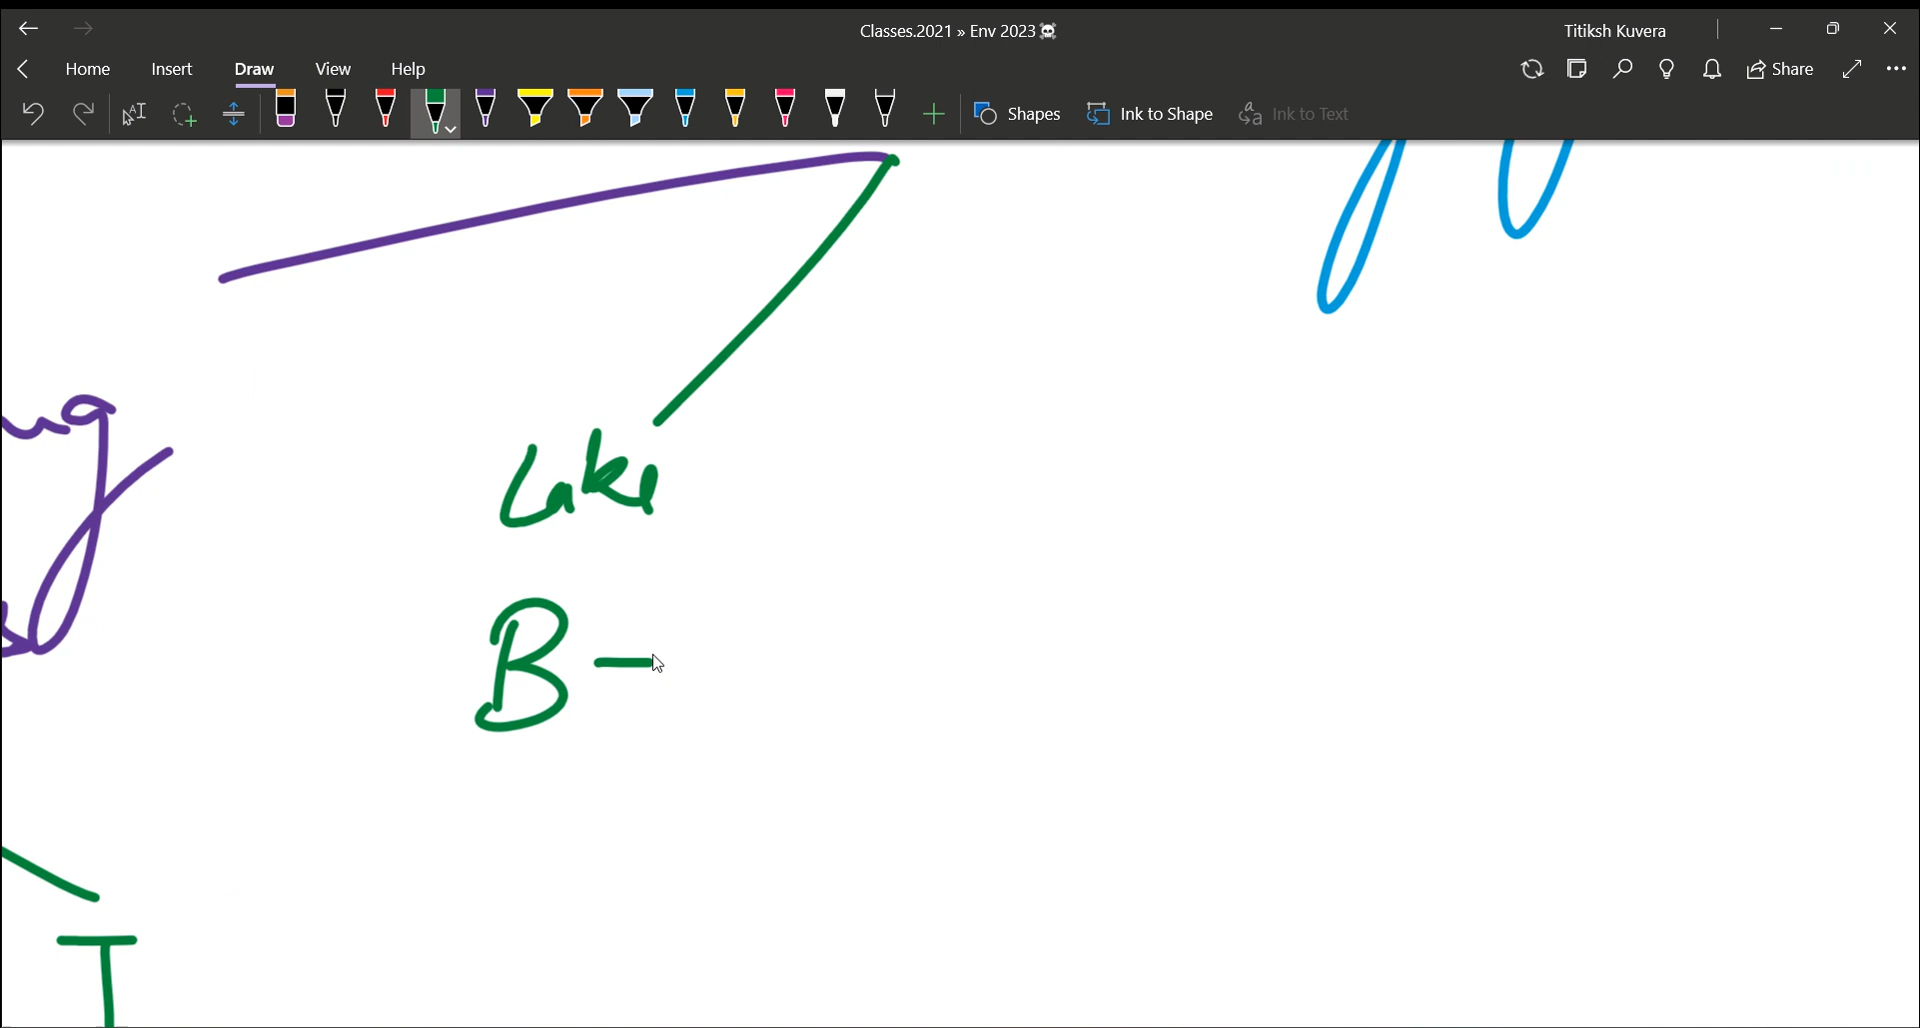 Classes.2021 » Env 2023☠
Titiksh Kuvera
Home Insert Draw View Help
Share
Shapes Ink to Shape Ink to Text
Lake
B –
I